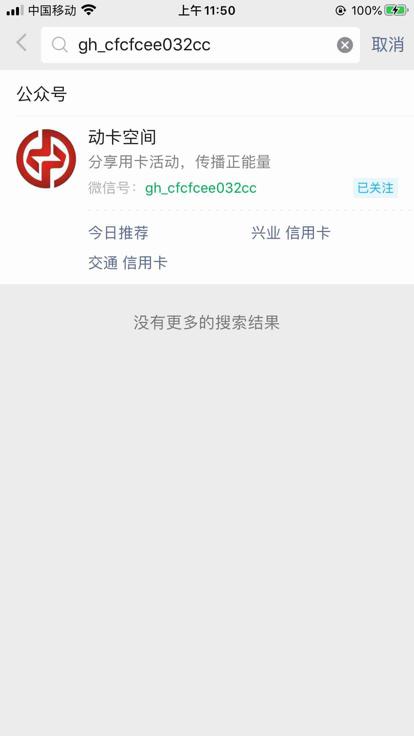 中国移动 上午11:50 100%
gh_cfcfcee032cc 取消
公众号
动卡空间
分享用卡活动，传播正能量
微信号：gh_cfcfcee032cc 已关注
今日推荐 兴业 信用卡
交通 信用卡
没有更多的搜索结果